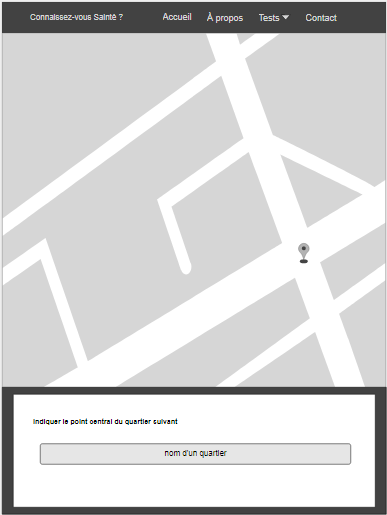 Connaissez-vous Sainté ? Accueil À propos Tests Contact
Indiquer le point central du quartier suivant
nom d'un quartier